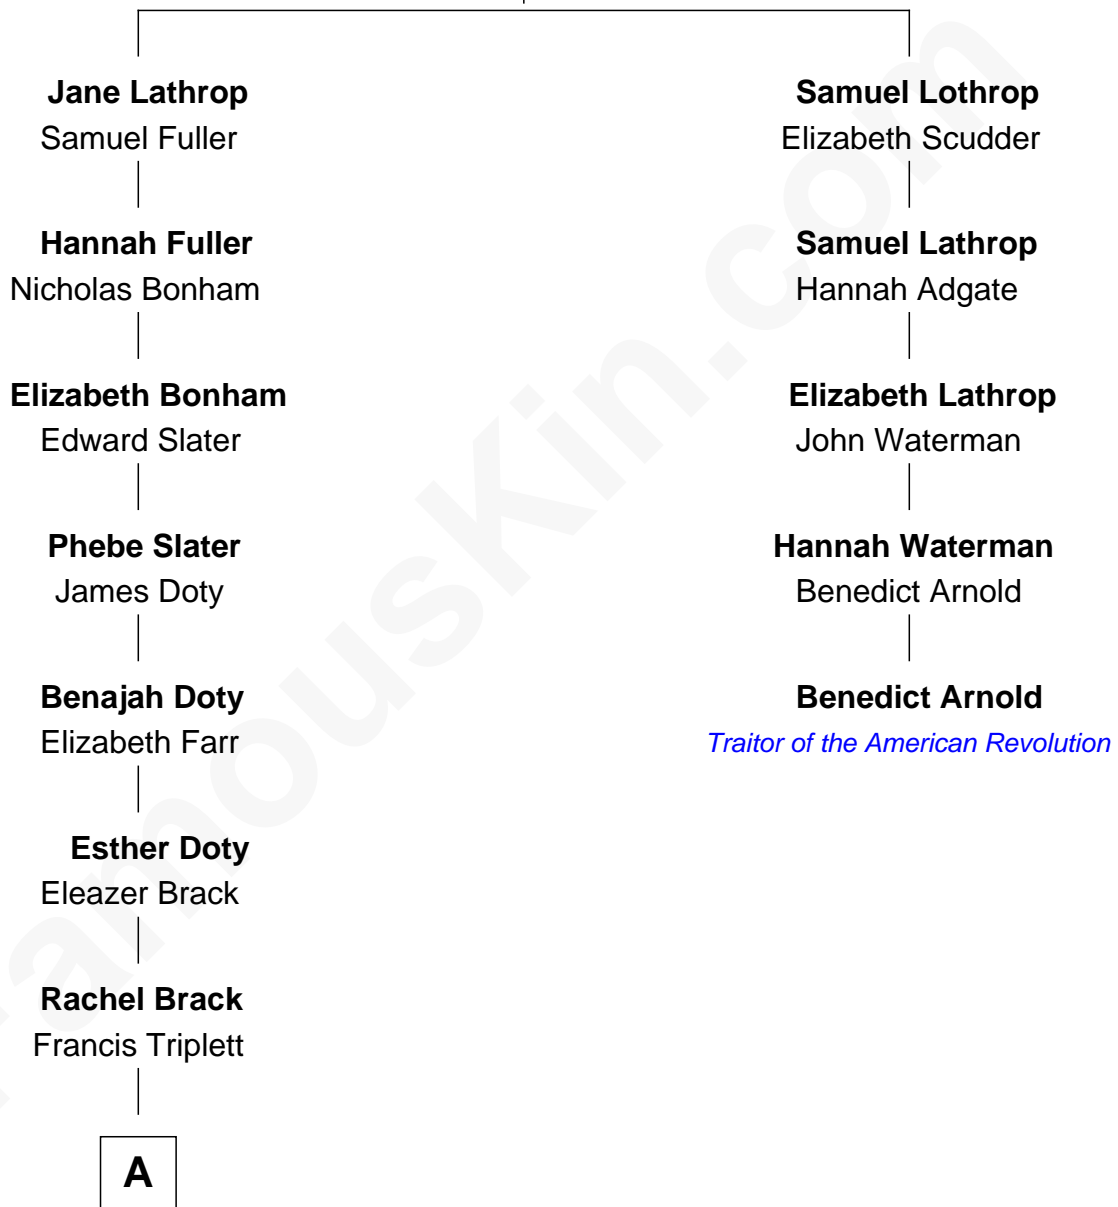 Jane Lathrop
Samuel Fuller
Hannah Fuller
Nicholas Bonham
Elizabeth Bonham
Edward Slater
Phebe Slater
James Doty
Benajah Doty
Elizabeth Farr
Esther Doty
Eleazer Brack
Rachel Brack
Francis Triplett
A
Samuel Lothrop
Elizabeth Scudder
Samuel Lathrop
Hannah Adgate
Elizabeth Lathrop
John Waterman
Hannah Waterman
Benedict Arnold
Benedict Arnold
Traitor of the American Revolution
FamousKin.com